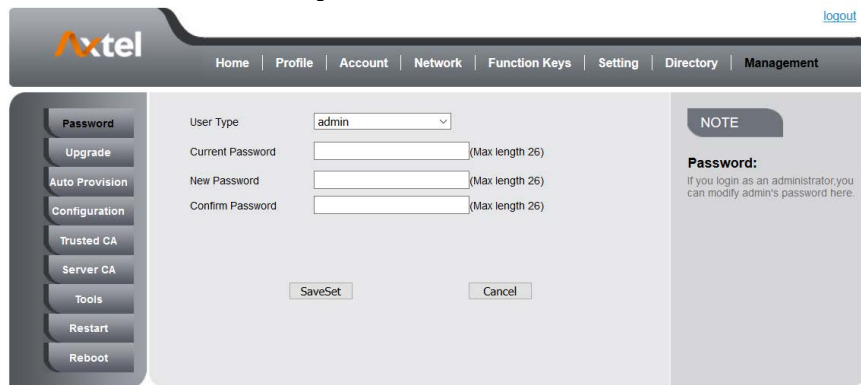 logout
Axtel
Home | Profile | Account | Network | Function Keys | Setting | Directory | Management
Password
Upgrade
Auto Provision
Configuration
Trusted CA
Server CA
Tools
Restart
Reboot
User Type admin
Current Password (Max length 26)
New Password (Max length 26)
Confirm Password (Max length 26)
SaveSet Cancel
NOTE
Password:
If you login as an administrator,you
can modify admin's password here.